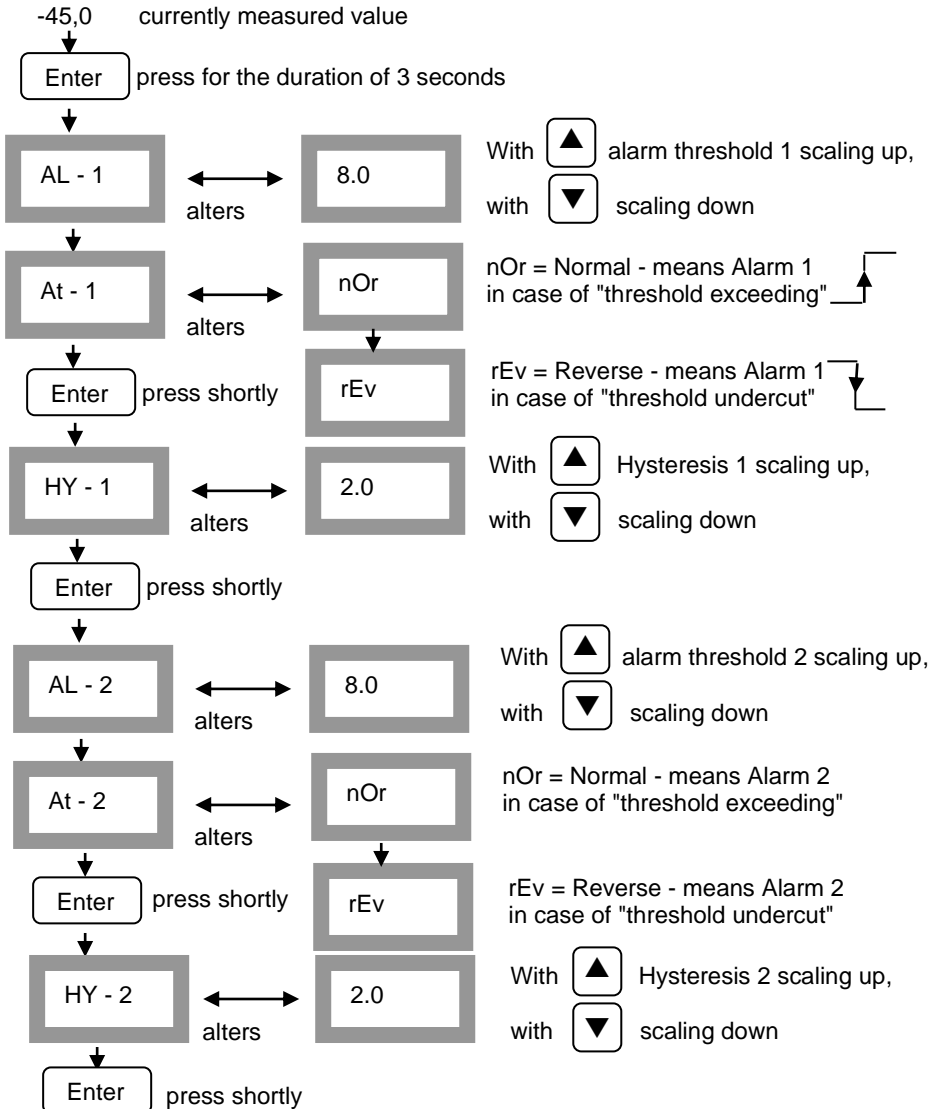 -45,0 currently measured value
Enter press for the duration of 3 seconds
AL - 1
alters
8.0
With ▲ alarm threshold 1 scaling up,
with ▼ scaling down
At - 1
alters
nOr
nOr = Normal - means Alarm 1
in case of "threshold exceeding"
Enter press shortly
rEv
rEv = Reverse - means Alarm 1
in case of "threshold undercut"
HY - 1
alters
2.0
With ▲ Hysteresis 1 scaling up,
with ▼ scaling down
Enter press shortly
AL - 2
alters
8.0
With ▲ alarm threshold 2 scaling up,
with ▼ scaling down
At - 2
alters
nOr
nOr = Normal - means Alarm 2
in case of "threshold exceeding"
Enter press shortly
rEv
rEv = Reverse - means Alarm 2
in case of "threshold undercut"
HY - 2
alters
2.0
With ▲ Hysteresis 2 scaling up,
with ▼ scaling down
Enter press shortly